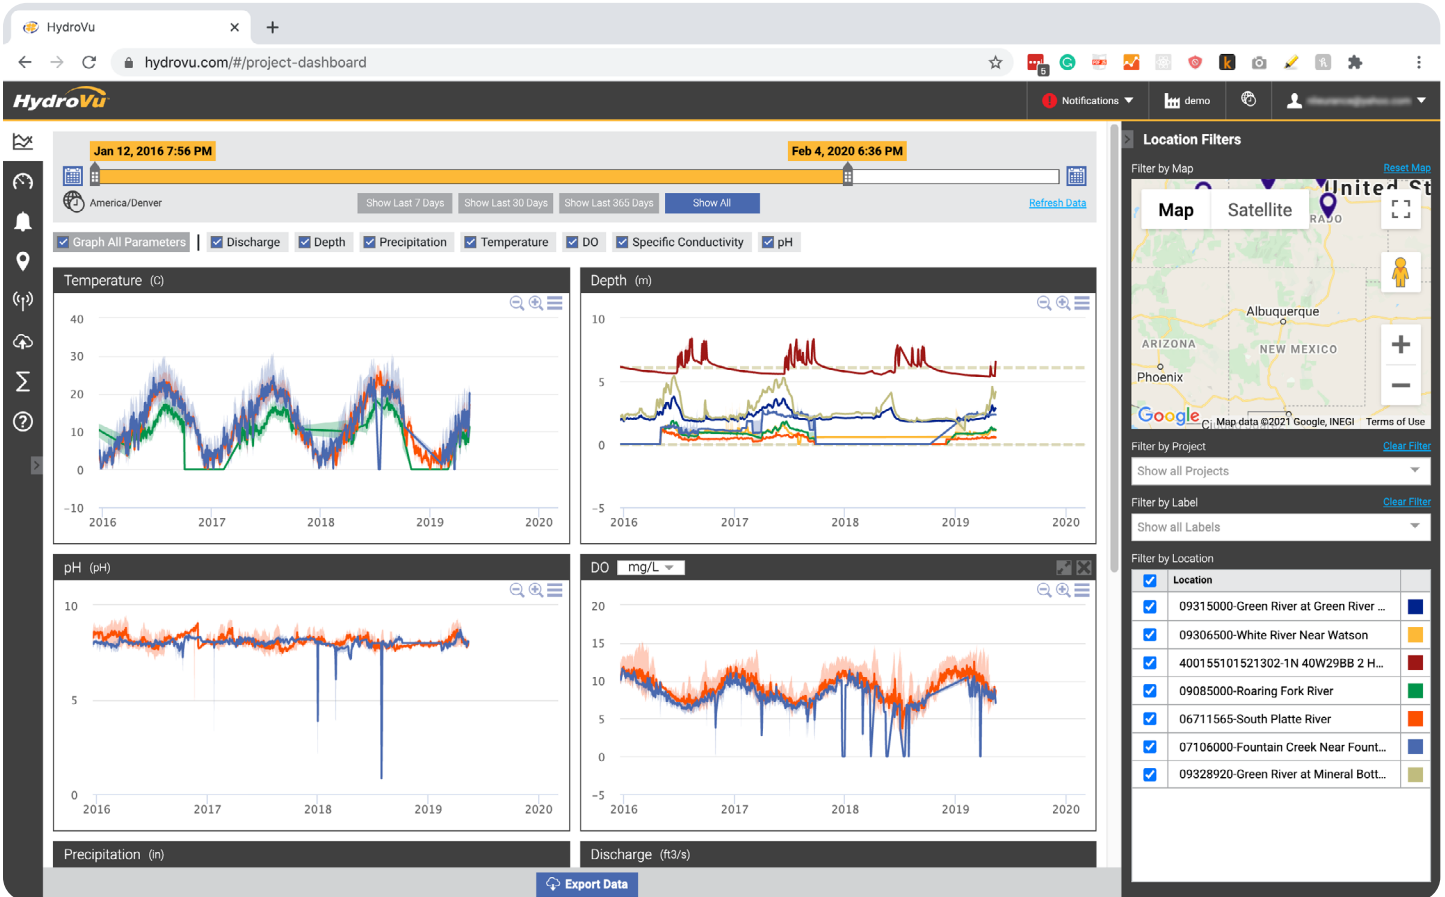 HydroVu
hydrovu.com/#/project-dashboard
5
k
HydroVu
Notifications
demo
Jan 12, 2016 7:56 PM
Feb 4, 2020 6:36 PM
America/Denver
Show Last 7 Days
Show Last 30 Days
Show Last 365 Days
Show All
Refresh Data
Graph All Parameters
Discharge
Depth
Precipitation
Temperature
DO
Specific Conductivity
pH
Temperature (C)
40
30
20
10
0
−10
2016 2017 2018 2019 2020
Depth (m)
10
5
0
−5
2016 2017 2018 2019 2020
pH (pH)
10
5
0
2016 2017 2018 2019 2020
DO mg/L
20
15
10
5
0
−5
2016 2017 2018 2019 2020
Precipitation (in)
Discharge (ft3/s)
Export Data
Location Filters
Filter by Map
Reset Map
United St
Map
Satellite
RADO
Albuquerque
ARIZONA
NEW MEXICO
Phoenix
Google
Map data ©2021 Google, INEGI
Terms of Use
Filter by Project
Clear Filter
Show all Projects
Filter by Label
Clear Filter
Show all Labels
Filter by Location
Location
09315000-Green River at Green River ...
09306500-White River Near Watson
400155101521302-1N 40W29BB 2 H...
09085000-Roaring Fork River
06711565-South Platte River
07106000-Fountain Creek Near Fount...
09328920-Green River at Mineral Bott...